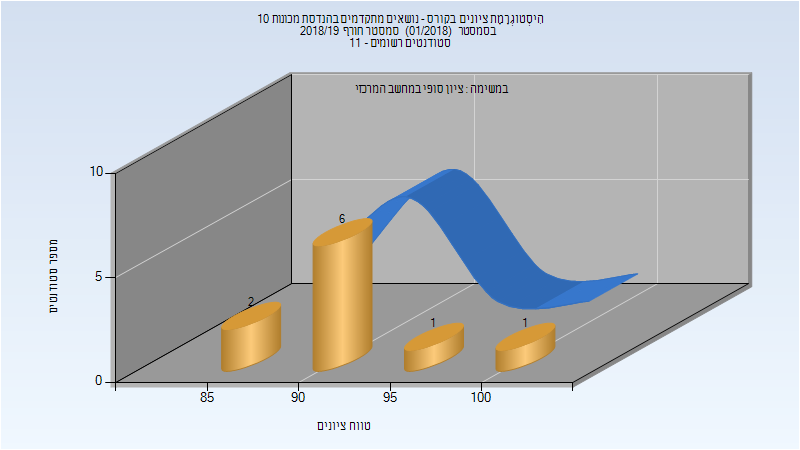 היסטוגרמת ציונים בקורס - נושאים מתקדמים בהנדסת מכונות 10
בסמסטר (01/2018) סמסטר חורף 2018/19
סטודנטים רשומים - 11
במשימה : ציון סופי במחשב המרכזי
10
5
0
מספר סטודנטים
2
6
1
1
85
90
95
100
טווח ציונים